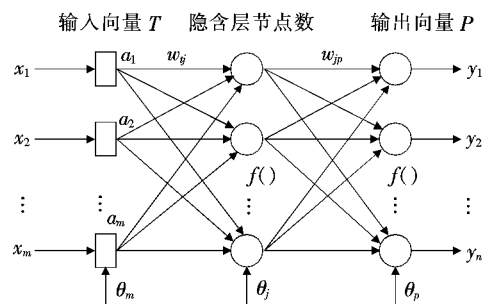 输入向量 T 隐含层节点数 输出向量 P
x1 a1 wij wjp y1
x2 a2 y2
f() f()
⋮ ⋮ ⋮ ⋮ ⋮
am
xm yn
θm θj θp